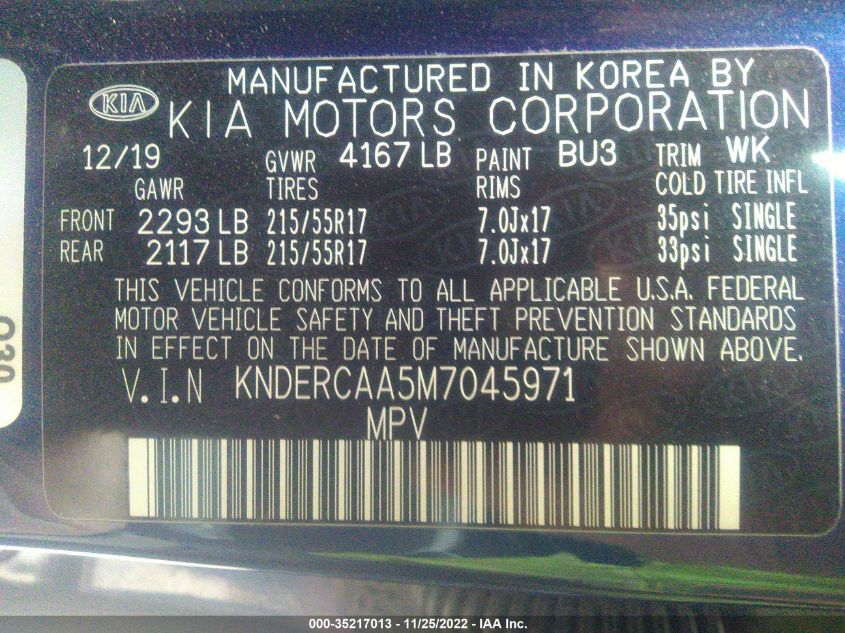 MANUFACTURED IN KOREA BY
KIA KIA MOTORS CORPORATION
12/19 GVWR 4167 LB PAINT BU3 TRIM WK
GAWR TIRES RIMS COLD TIRE INFL
FRONT 2293 LB 215/55R17 7.0Jx17 35psi SINGLE
REAR 2117 LB 215/55R17 7.0Jx17 33psi SINGLE
THIS VEHICLE CONFORMS TO ALL APPLICABLE U.S.A. FEDERAL
MOTOR VEHICLE SAFETY AND THEFT PREVENTION STANDARDS
IN EFFECT ON THE DATE OF MANUFACTURE SHOWN ABOVE.
V.I.N KNDERCAA5M7045971
MPV
000-35217013 - 11/25/2022 - IAA Inc.